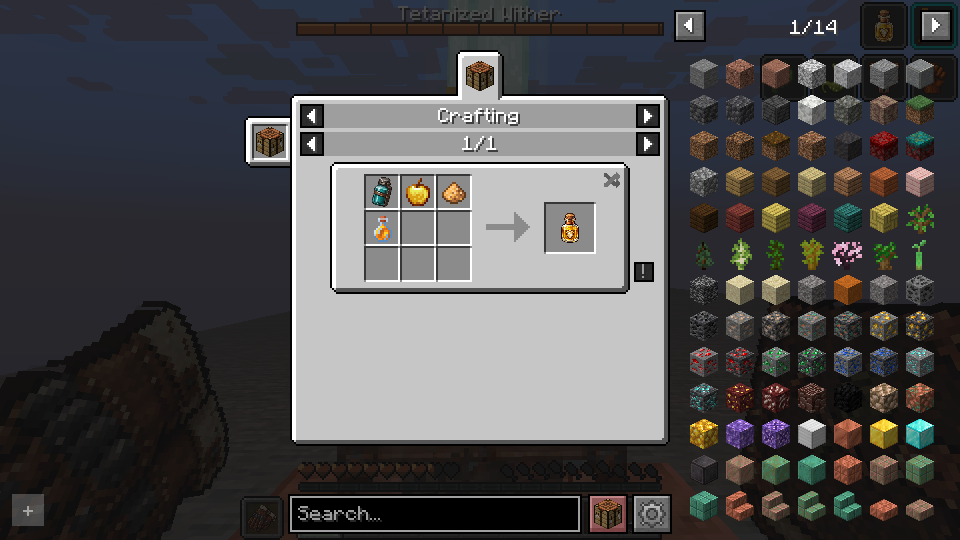 Tetanized Wither
1/14
Crafting
1/1
!
Search...
+